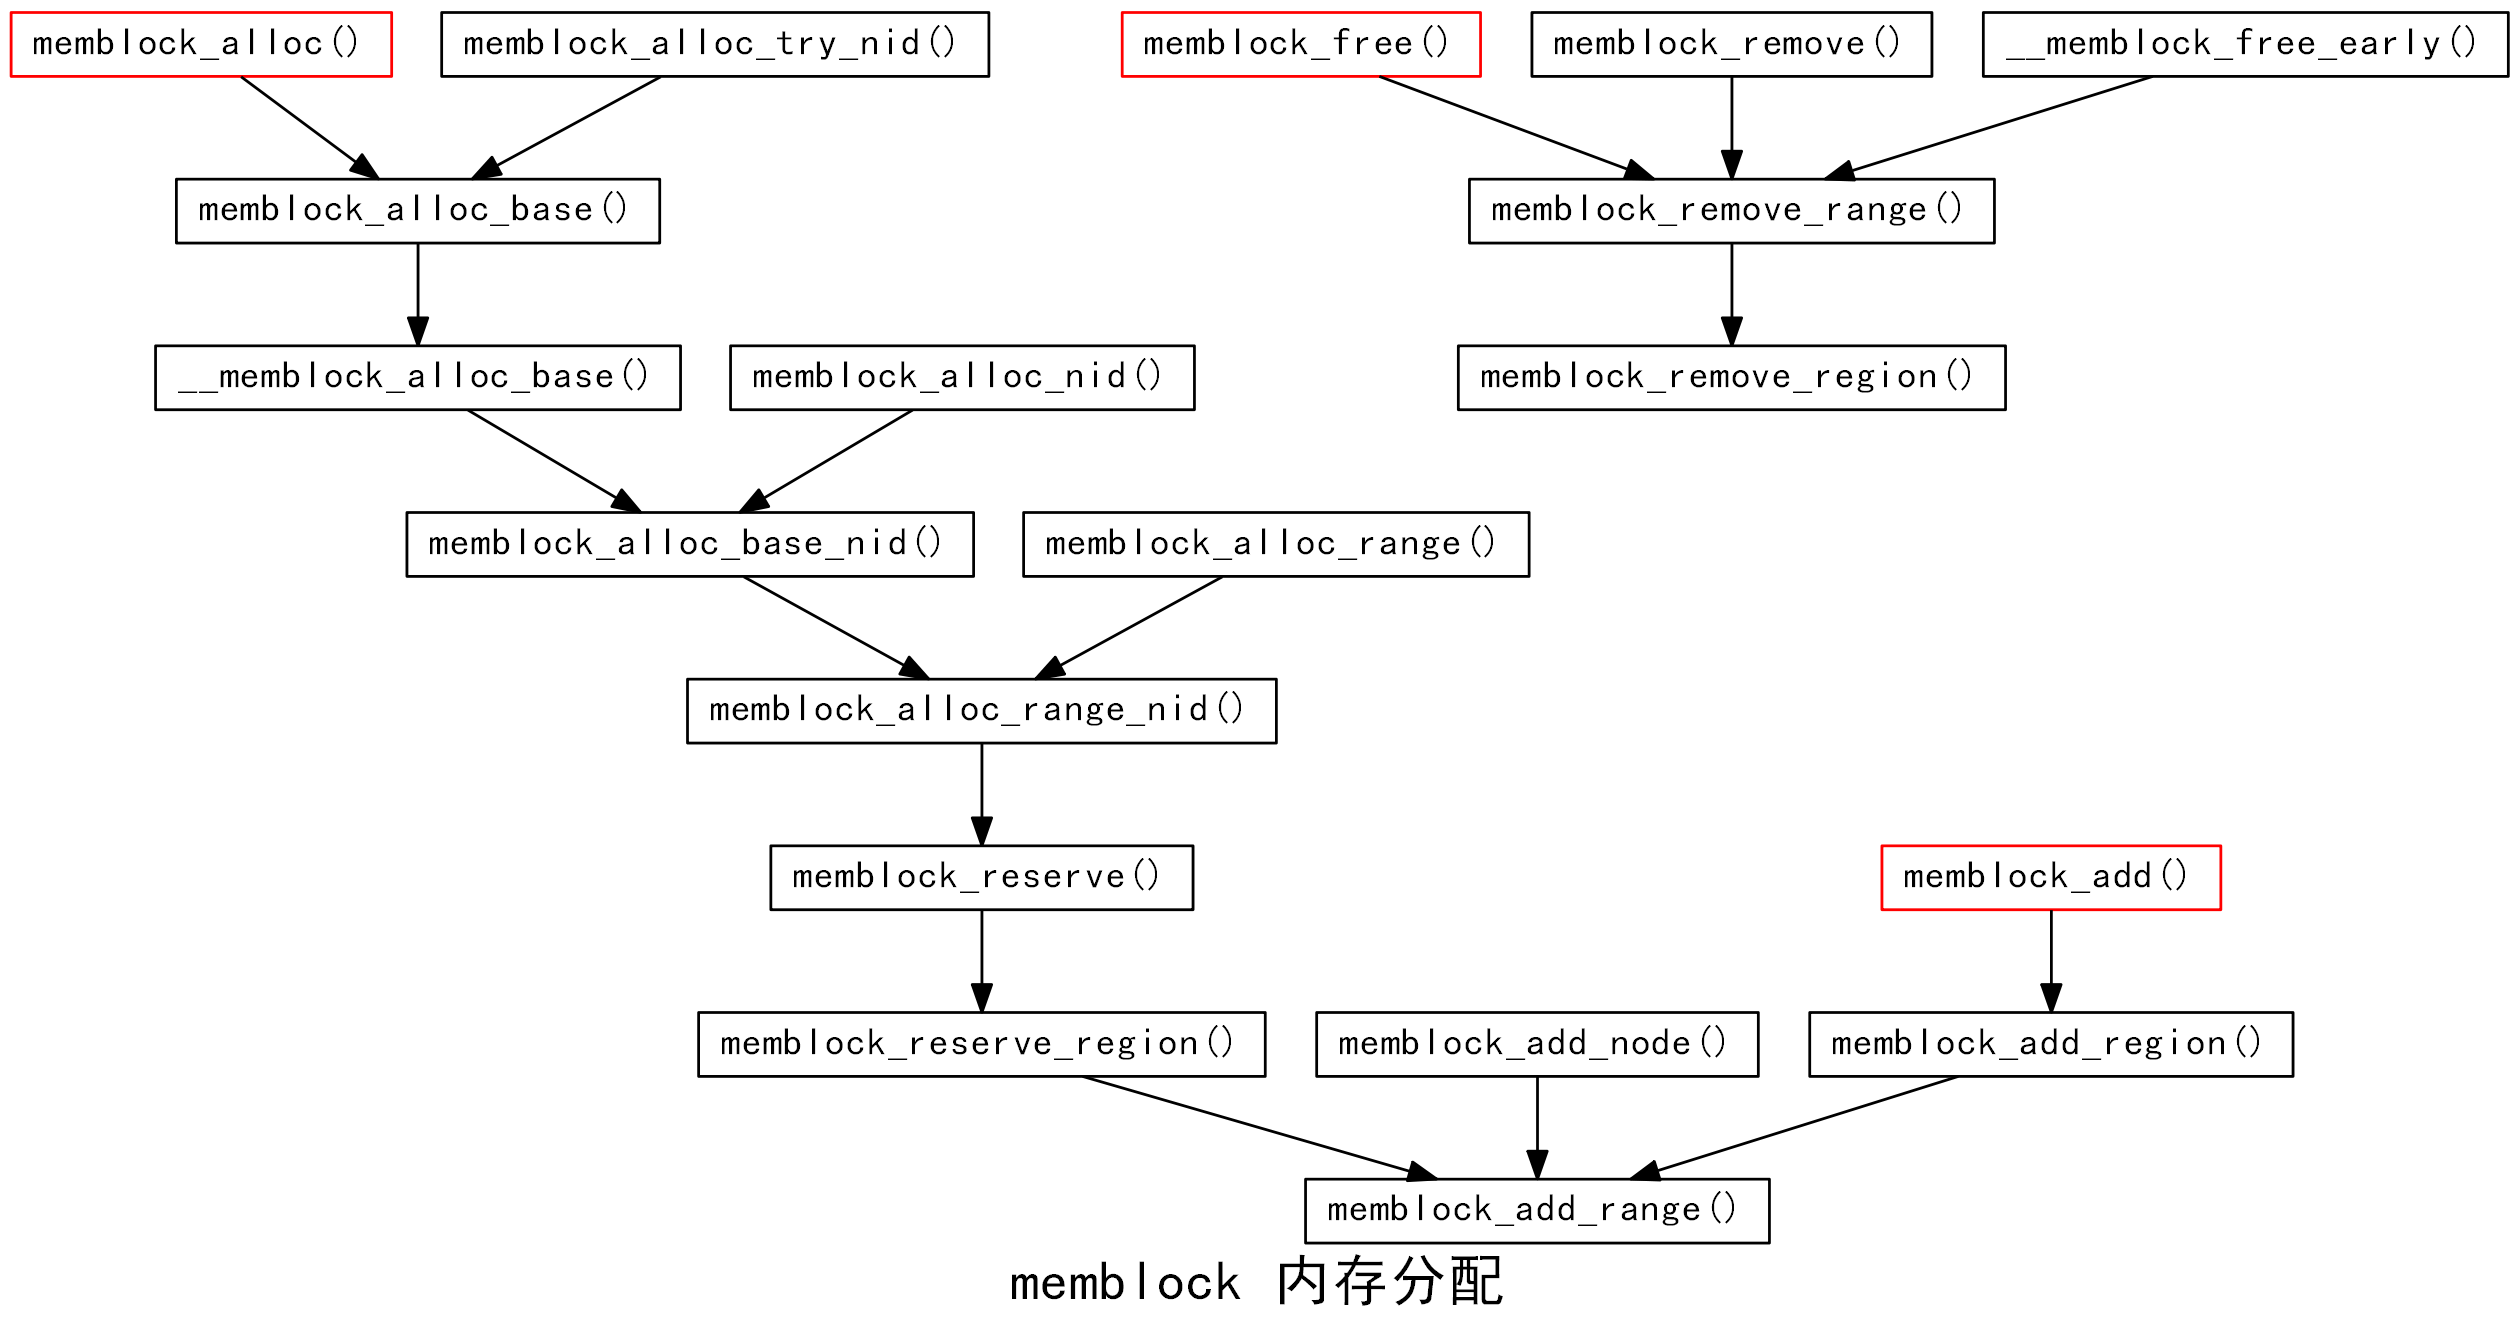 memblock_alloc()
memblock_alloc_try_nid()
memblock_free()
memblock_remove()
__memblock_free_early()
memblock_alloc_base()
memblock_remove_range()
__memblock_alloc_base()
memblock_alloc_nid()
memblock_remove_region()
memblock_alloc_base_nid()
memblock_alloc_range()
memblock_alloc_range_nid()
memblock_reserve()
memblock_add()
memblock_reserve_region()
memblock_add_node()
memblock_add_region()
memblock_add_range()
memblock 内存分配